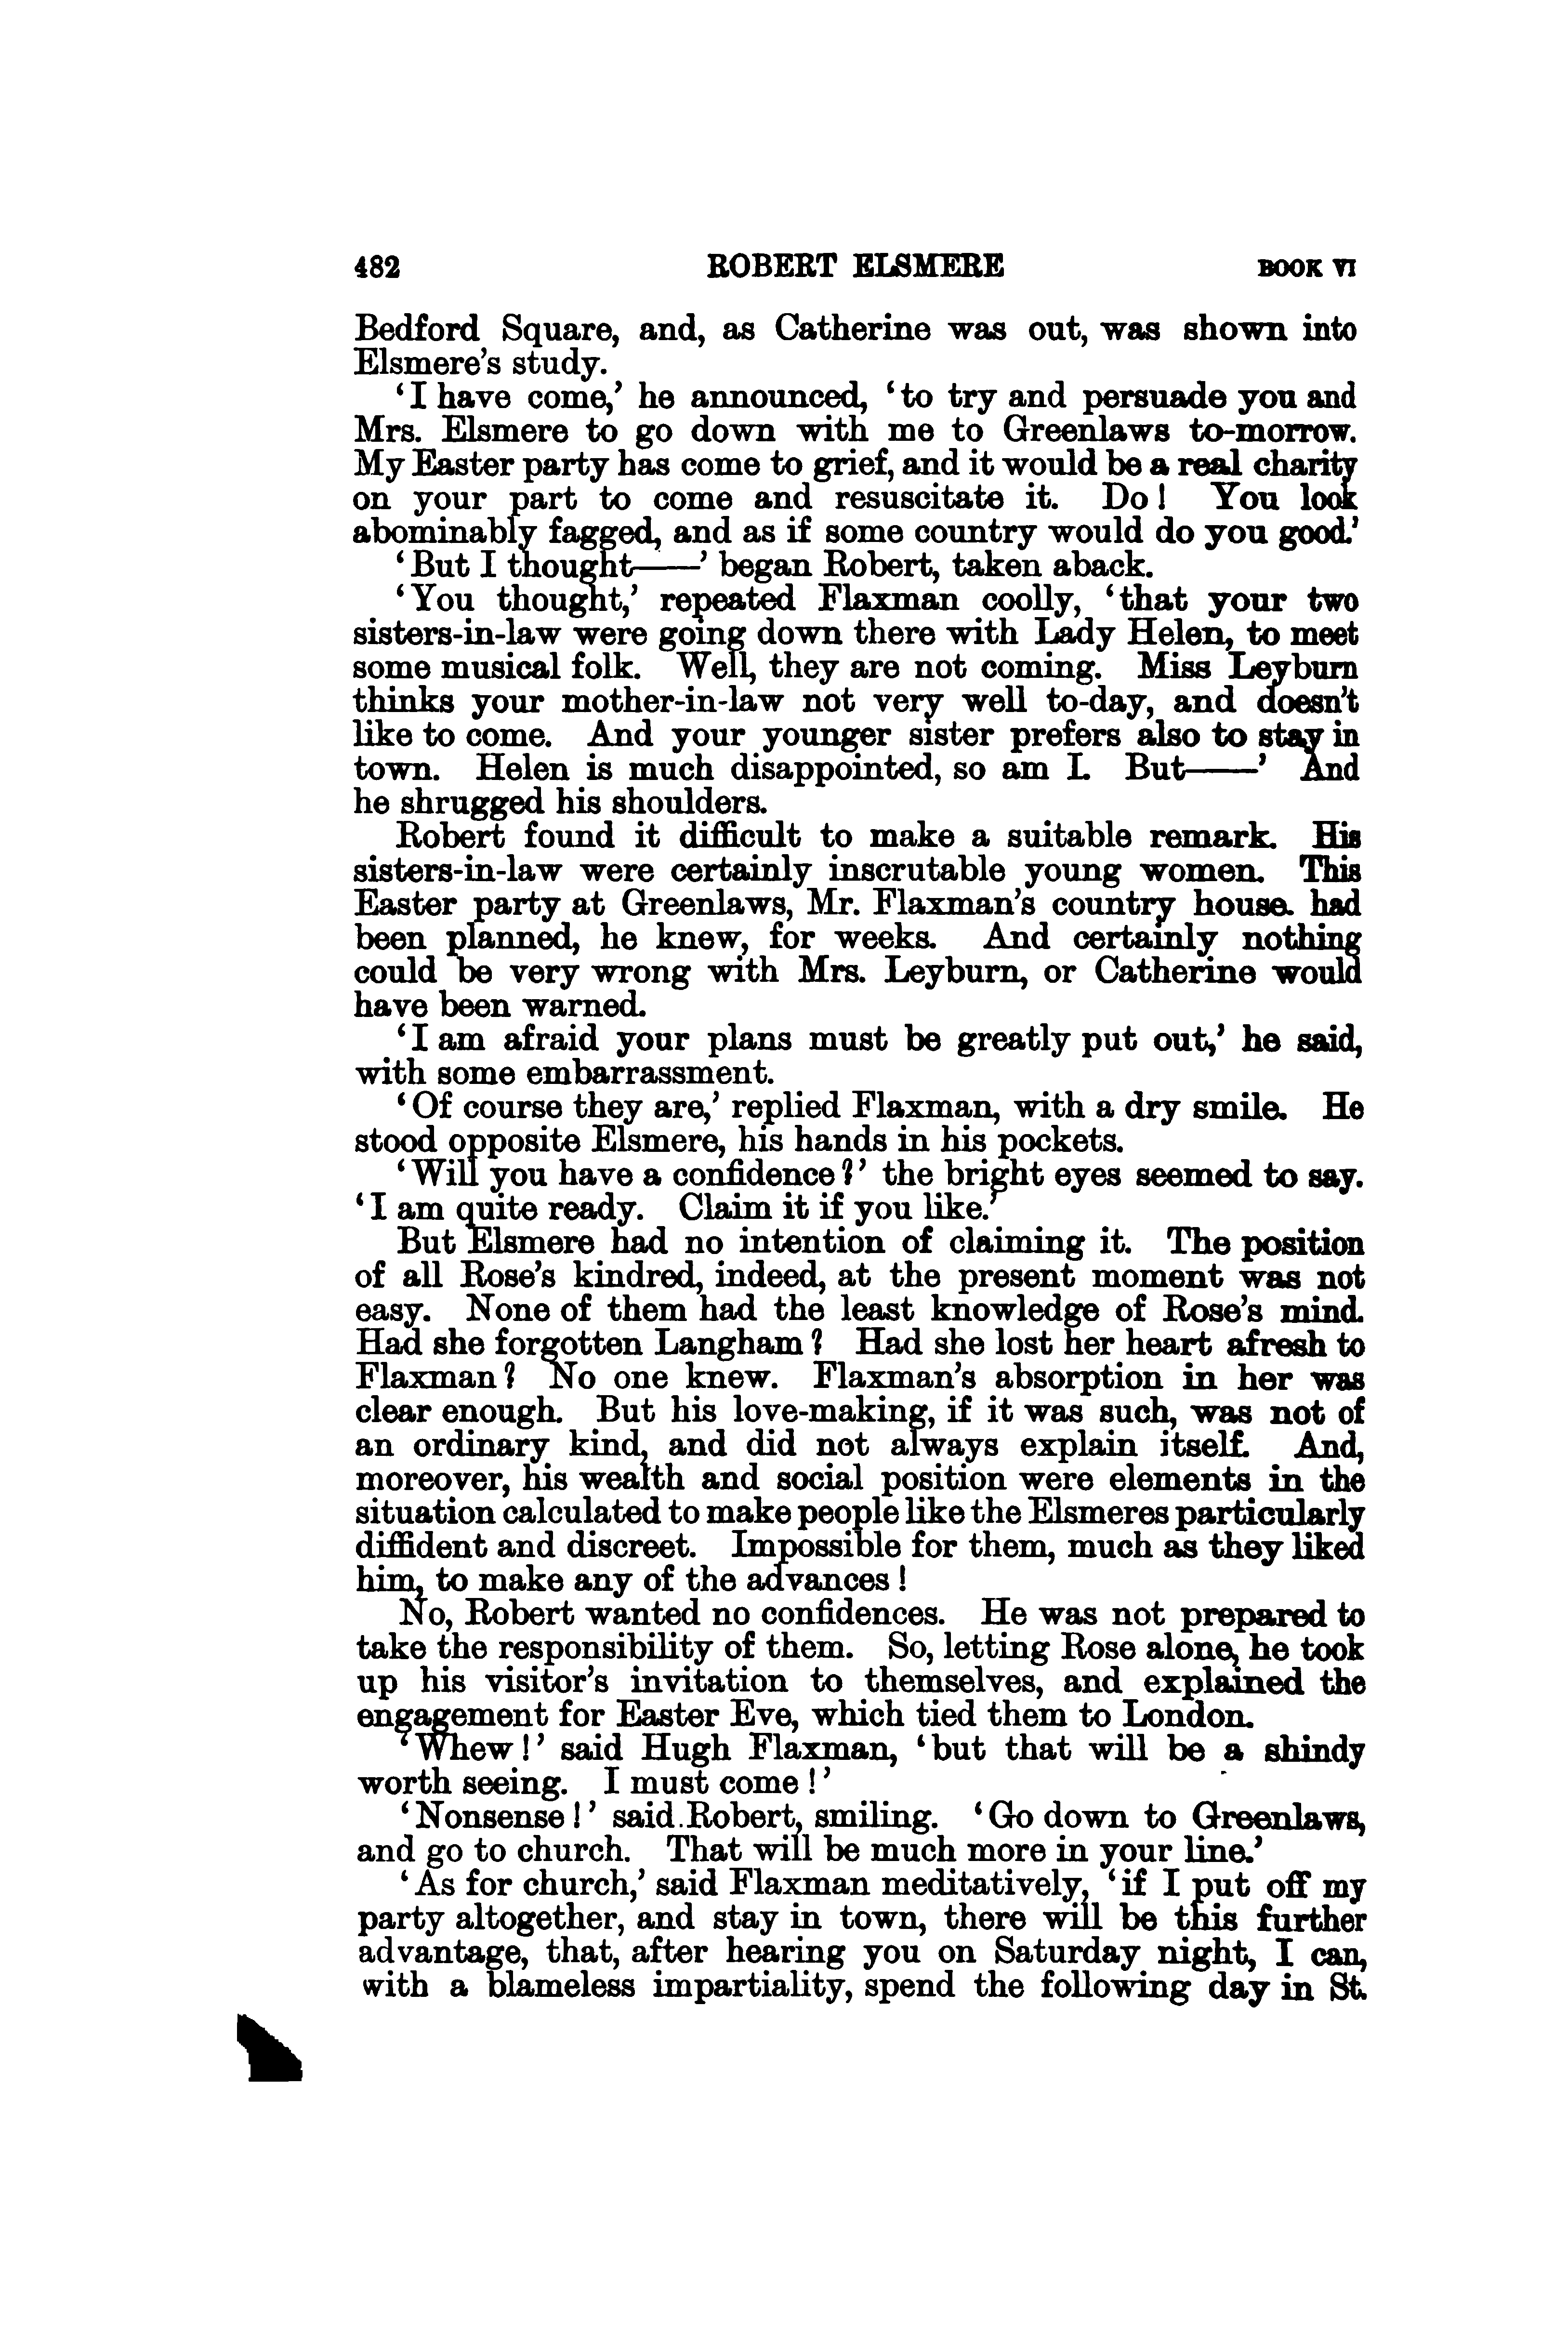 482 ROBERT ELSMERE BOOK VI
Bedford Square, and, as Catherine was out, was shown into
Elsmere's study.
‘I have come,’ he announced, ‘to try and persuade you and
Mrs. Elsmere to go down with me to Greenlaws to-morrow.
My Easter party has come to grief, and it would be a real charity
on your part to come and resuscitate it. Do! You look
abominably fagged, and as if some country would do you good.’
‘But I thought——’ began Robert, taken aback.
‘You thought,’ repeated Flaxman coolly, ‘that your two
sisters-in-law were going down there with Lady Helen, to meet
some musical folk. Well, they are not coming. Miss Leyburn
thinks your mother-in-law not very well to-day, and doesn't
like to come. And your younger sister prefers also to stay in
town. Helen is much disappointed, so am I. But——’ And
he shrugged his shoulders.
Robert found it difficult to make a suitable remark. His
sisters-in-law were certainly inscrutable young women. This
Easter party at Greenlaws, Mr. Flaxman's country house. had
been planned, he knew, for weeks. And certainly nothing
could be very wrong with Mrs. Leyburn, or Catherine would
have been warned.
‘I am afraid your plans must be greatly put out,’ he said,
with some embarrassment.
‘Of course they are,’ replied Flaxman, with a dry smile. He
stood opposite Elsmere, his hands in his pockets.
‘Will you have a confidence?’ the bright eyes seemed to say.
‘I am quite ready. Claim it if you like.’
But Elsmere had no intention of claiming it. The position
of all Rose's kindred, indeed, at the present moment was not
easy. None of them had the least knowledge of Rose's mind.
Had she forgotten Langham? Had she lost her heart afresh to
Flaxman? No one knew. Flaxman's absorption in her was
clear enough. But his love-making, if it was such, was not of
an ordinary kind, and did not always explain itself. And,
moreover, his wealth and social position were elements in the
situation calculated to make people like the Elsmeres particularly
diffident and discreet. Impossible for them, much as they liked
him, to make any of the advances!
No, Robert wanted no confidences. He was not prepared to
take the responsibility of them. So, letting Rose alone, he took
up his visitor's invitation to themselves, and explained the
engagement for Easter Eve, which tied them to London.
‘Whew!’ said Hugh Flaxman, ‘but that will be a shindy
worth seeing. I must come!’
‘Nonsense!’ said Robert, smiling. ‘Go down to Greenlaws,
and go to church. That will be much more in your line.’
‘As for church,’ said Flaxman meditatively, ‘if I put off my
party altogether, and stay in town, there will be this further
advantage, that, after hearing you on Saturday night, I can,
with a blameless impartiality, spend the following day in St.